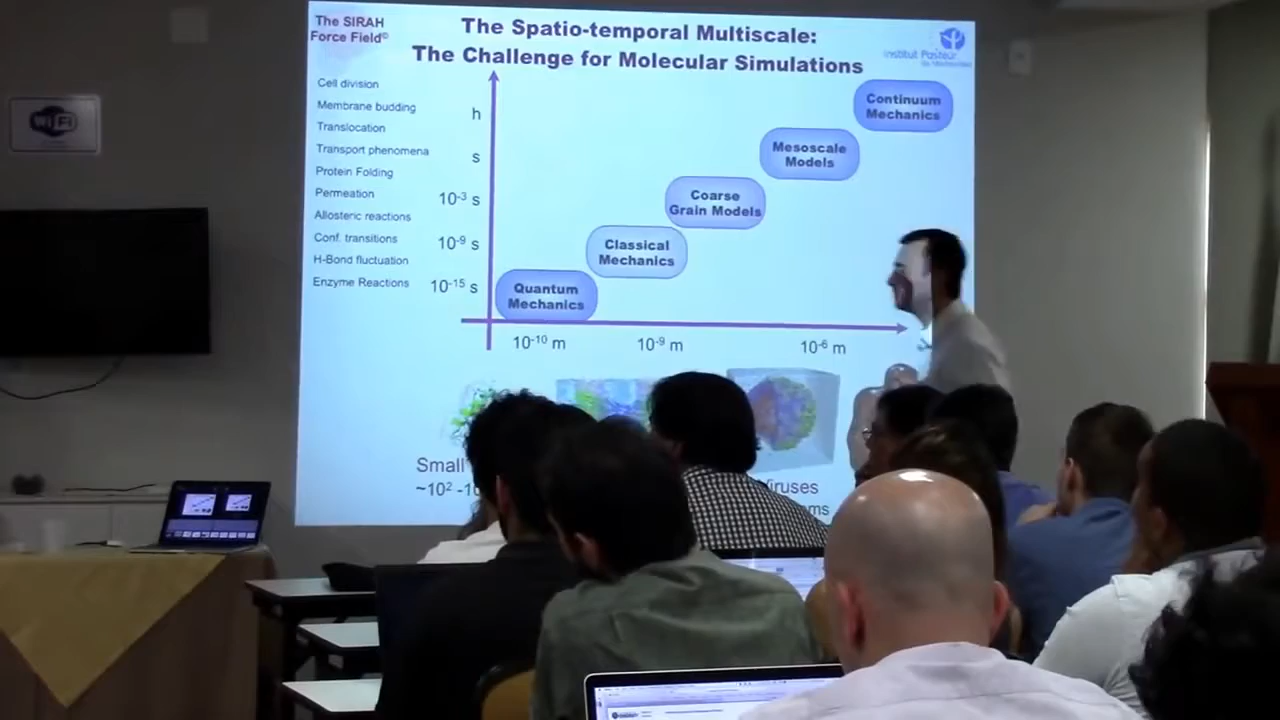 The SIRAH
Force Field©
The Spatio-temporal Multiscale:
The Challenge for Molecular Simulations
Institut Pasteur
Cell division
Membrane budding
Translocation
Transport phenomena
Protein Folding
Permeation
Allosteric reactions
Conf. transitions
H-Bond fluctuation
Enzyme Reactions
h
s
10⁻³ s
10⁻⁹ s
10⁻¹⁵ s
Continuum
Mechanics
Mesoscale
Models
Coarse
Grain Models
Classical
Mechanics
Quantum
Mechanics
10⁻¹⁰ m
10⁻⁹ m
10⁻⁶ m
Small
~10²
Wi Fi